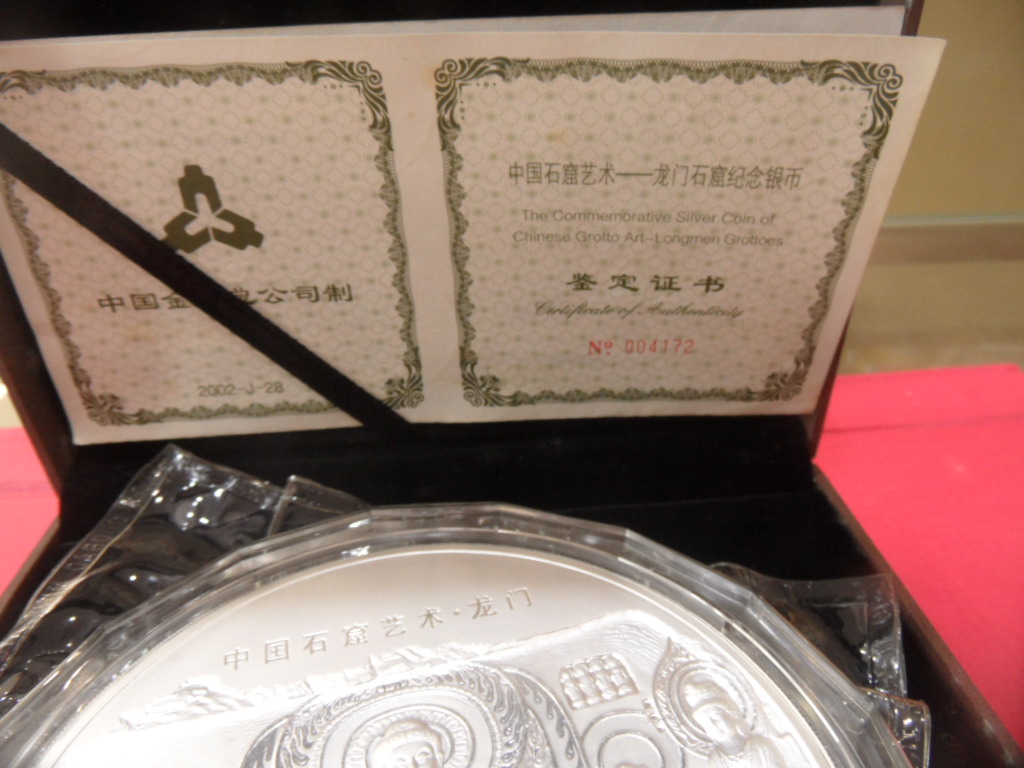 中国金
总公司制
2002-J-28
中国石窟艺术——龙门石窟纪念银币
The Commemorative Silver Coin of
Chinese Grotto Art-Longmen Grottoes
鉴定证书
Certificate of Authenticity
Nº 004172
中国石窟艺术·龙门